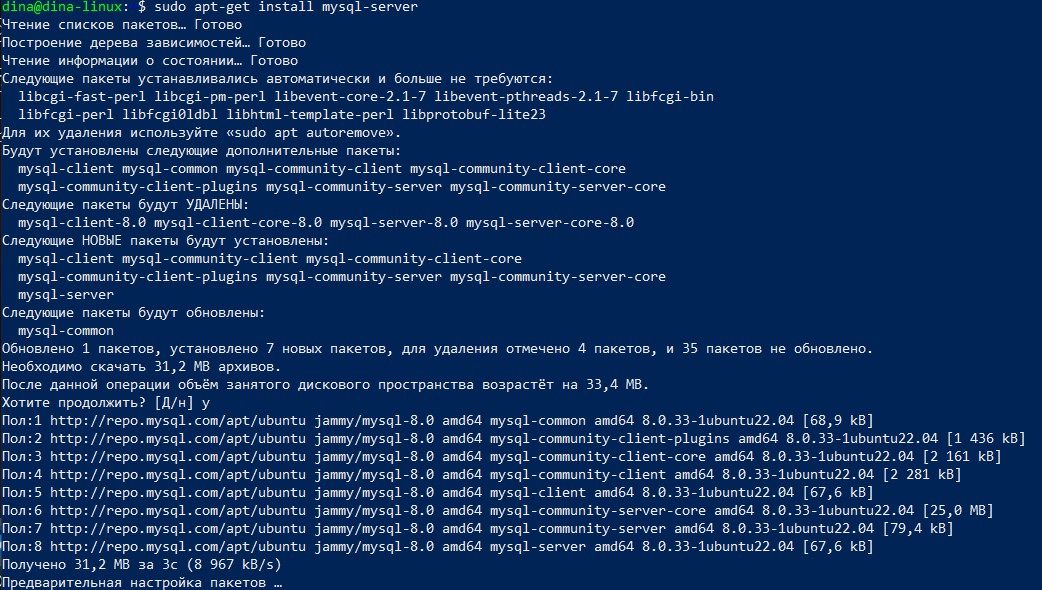 dina@dina-linux: $ sudo apt-get install mysql-server
Чтение списков пакетов… Готово
Построение дерева зависимостей… Готово
Чтение информации о состоянии… Готово
Следующие пакеты устанавливались автоматически и больше не требуются:
  libcgi-fast-perl libcgi-pm-perl libevent-core-2.1-7 libevent-pthreads-2.1-7 libfcgi-bin
  libfcgi-perl libfcgi0ldbl libhtml-template-perl libprotobuf-lite23
Для их удаления используйте «sudo apt autoremove».
Будут установлены следующие дополнительные пакеты:
  mysql-client mysql-common mysql-community-client mysql-community-client-core
  mysql-community-client-plugins mysql-community-server mysql-community-server-core
Следующие пакеты будут УДАЛЕНЫ:
  mysql-client-8.0 mysql-client-core-8.0 mysql-server-8.0 mysql-server-core-8.0
Следующие НОВЫЕ пакеты будут установлены:
  mysql-client mysql-community-client mysql-community-client-core
  mysql-community-client-plugins mysql-community-server mysql-community-server-core
  mysql-server
Следующие пакеты будут обновлены:
  mysql-common
Обновлено 1 пакетов, установлено 7 новых пакетов, для удаления отмечено 4 пакетов, и 35 пакетов не обновлено.
Необходимо скачать 31,2 MB архивов.
После данной операции объём занятого дискового пространства возрастёт на 33,4 MB.
Хотите продолжить? [Д/н] y
Пол:1 http://repo.mysql.com/apt/ubuntu jammy/mysql-8.0 amd64 mysql-common amd64 8.0.33-1ubuntu22.04 [68,9 kB]
Пол:2 http://repo.mysql.com/apt/ubuntu jammy/mysql-8.0 amd64 mysql-community-client-plugins amd64 8.0.33-1ubuntu22.04 [1 436 kB]
Пол:3 http://repo.mysql.com/apt/ubuntu jammy/mysql-8.0 amd64 mysql-community-client-core amd64 8.0.33-1ubuntu22.04 [2 161 kB]
Пол:4 http://repo.mysql.com/apt/ubuntu jammy/mysql-8.0 amd64 mysql-community-client amd64 8.0.33-1ubuntu22.04 [2 281 kB]
Пол:5 http://repo.mysql.com/apt/ubuntu jammy/mysql-8.0 amd64 mysql-client amd64 8.0.33-1ubuntu22.04 [67,6 kB]
Пол:6 http://repo.mysql.com/apt/ubuntu jammy/mysql-8.0 amd64 mysql-community-server-core amd64 8.0.33-1ubuntu22.04 [25,0 MB]
Пол:7 http://repo.mysql.com/apt/ubuntu jammy/mysql-8.0 amd64 mysql-community-server amd64 8.0.33-1ubuntu22.04 [79,4 kB]
Пол:8 http://repo.mysql.com/apt/ubuntu jammy/mysql-8.0 amd64 mysql-server amd64 8.0.33-1ubuntu22.04 [67,6 kB]
Получено 31,2 MB за 3с (8 967 kB/s)
Предварительная настройка пакетов …